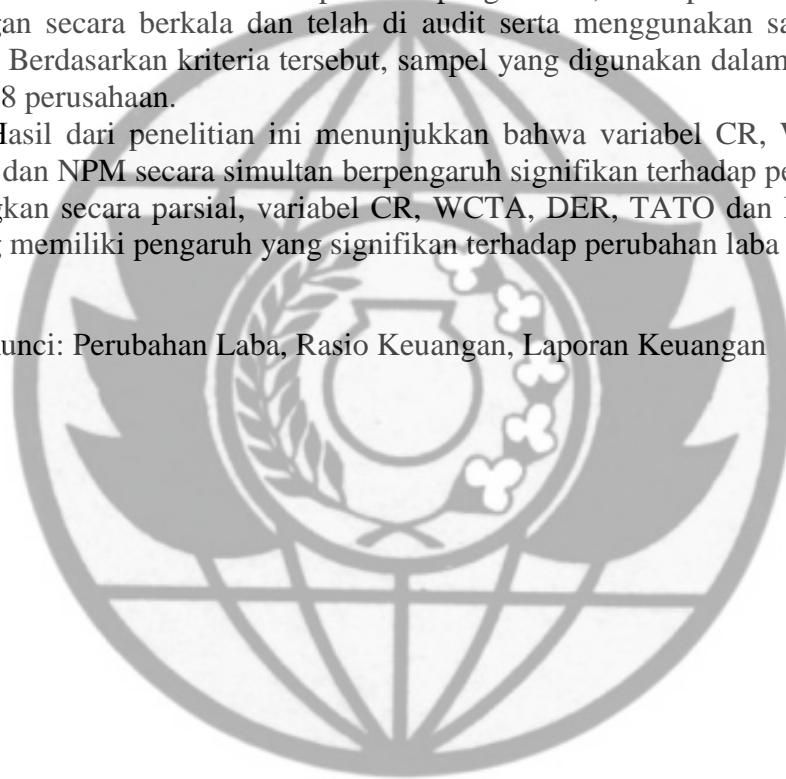 gan secara berkala dan telah di audit serta menggunakan sa
Berdasarkan kriteria tersebut, sampel yang digunakan dalam
8 perusahaan.
Hasil dari penelitian ini menunjukkan bahwa variabel CR,
dan NPM secara simultan berpengaruh signifikan terhadap pe
gkan secara parsial, variabel CR, WCTA, DER, TATO dan
memiliki pengaruh yang signifikan terhadap perubahan laba
unci: Perubahan Laba, Rasio Keuangan, Laporan Keuangan